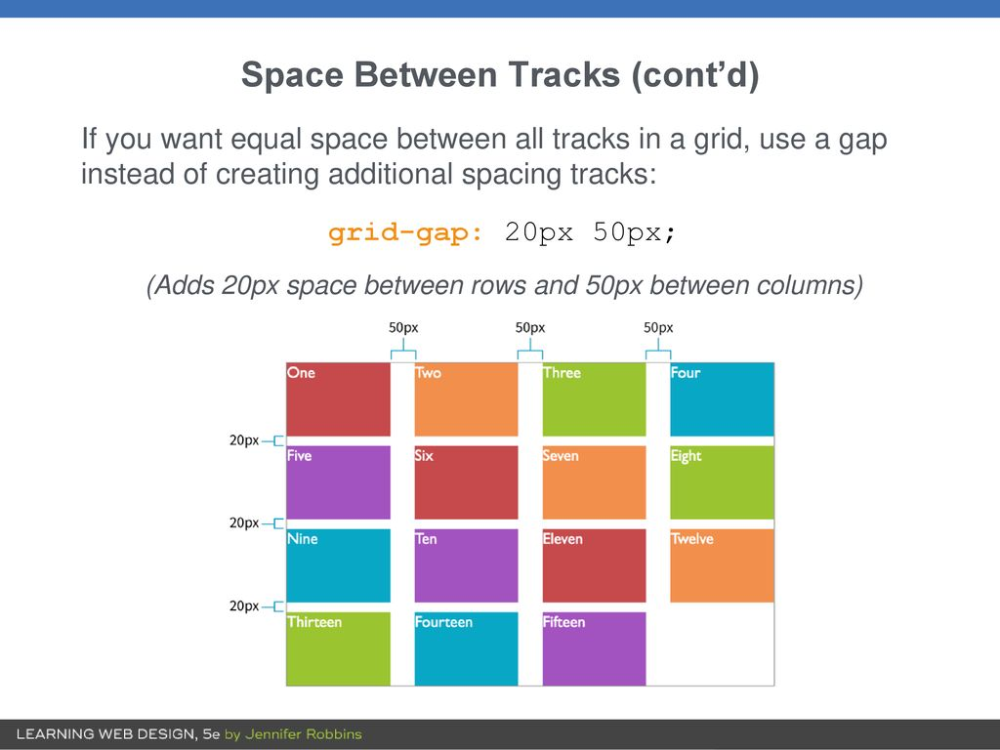 Space Between Tracks (cont’d)
If you want equal space between all tracks in a grid, use a gap
instead of creating additional spacing tracks:
grid-gap: 20px 50px;
(Adds 20px space between rows and 50px between columns)
50px 50px 50px
One Two Three Four
20px
Five Six Seven Eight
20px
Nine Ten Eleven Twelve
20px
Thirteen Fourteen Fifteen
LEARNING WEB DESIGN, 5e by Jennifer Robbins